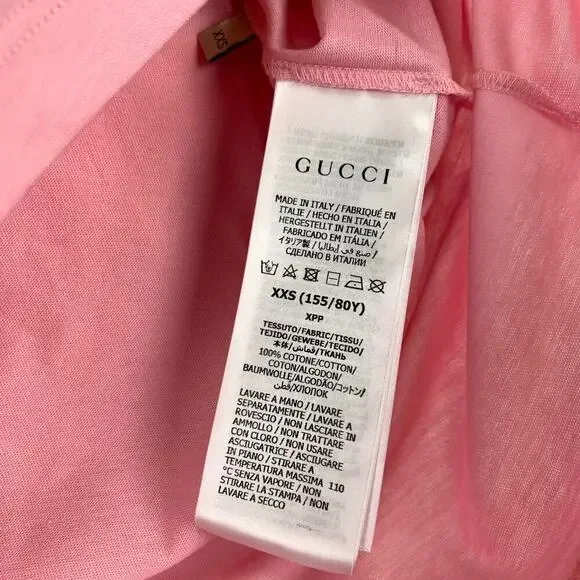 XXS
GUCCI
MADE IN ITALY / FABRIQUÉ EN
ITALIE / HECHO EN ITALIA /
HERGESTELLT IN ITALIEN /
FABRICADO EM ITÁLIA /
イタリア製 / صنع في إيطاليا /
СДЕЛАНО В ИТАЛИИ
XXS (155/80Y)
XPP
TESSUTO/FABRIC/TISSU/
TEJIDO/GEWEBE/TECIDO/
本体/قماش/ТКАНЬ
100% COTONE/COTTON/
COTON/ALGODON/
BAUMWOLLE/ALGODÃO/コットン/
قطن/ХЛОПОК
LAVARE A MANO / LAVARE
SEPARATAMENTE / LAVARE A
ROVESCIO / NON LASCIARE IN
AMMOLLO / NON TRATTARE
CON CLORO / NON USARE
ASCIUGATRICE / ASCIUGARE
IN PIANO / STIRARE A
TEMPERATURA MASSIMA 110
°C SENZA VAPORE / NON
STIRARE LA STAMPA / NON
LAVARE A SECCO